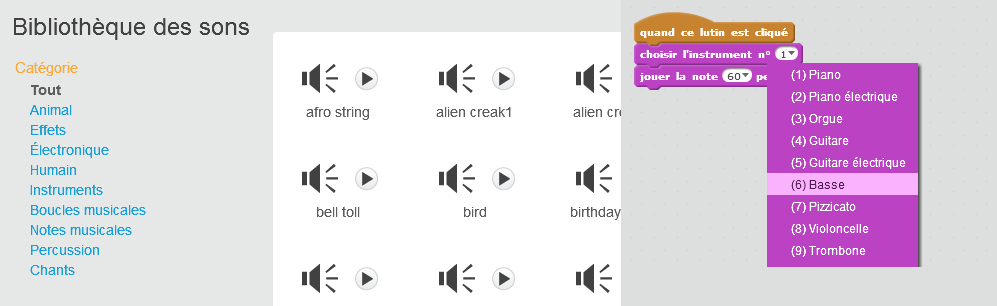 Bibliothèque des sons
Catégorie
Tout
Animal
Effets
Électronique
Humain
Instruments
Boucles musicales
Notes musicales
Percussion
Chants
afro string
alien creak1
alien cr
bell toll
bird
birthday
quand ce lutin est cliqué
choisir l'instrument n° 1
jouer la note 60 pe
(1) Piano
(2) Piano électrique
(3) Orgue
(4) Guitare
(5) Guitare électrique
(6) Basse
(7) Pizzicato
(8) Violoncelle
(9) Trombone